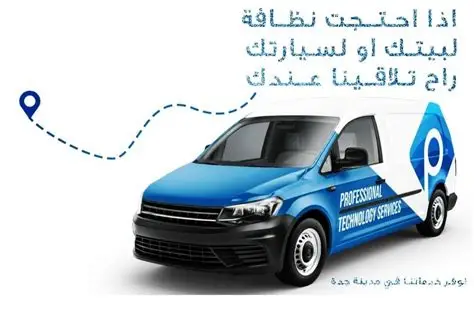 اذا احتجت نظافة
لبيتك او لسيارتك
راح تلاقينا عندك
PROFESSIONAL
TECHNOLOGY SERVICES
نوفر خدماتنا في مدينة جدة